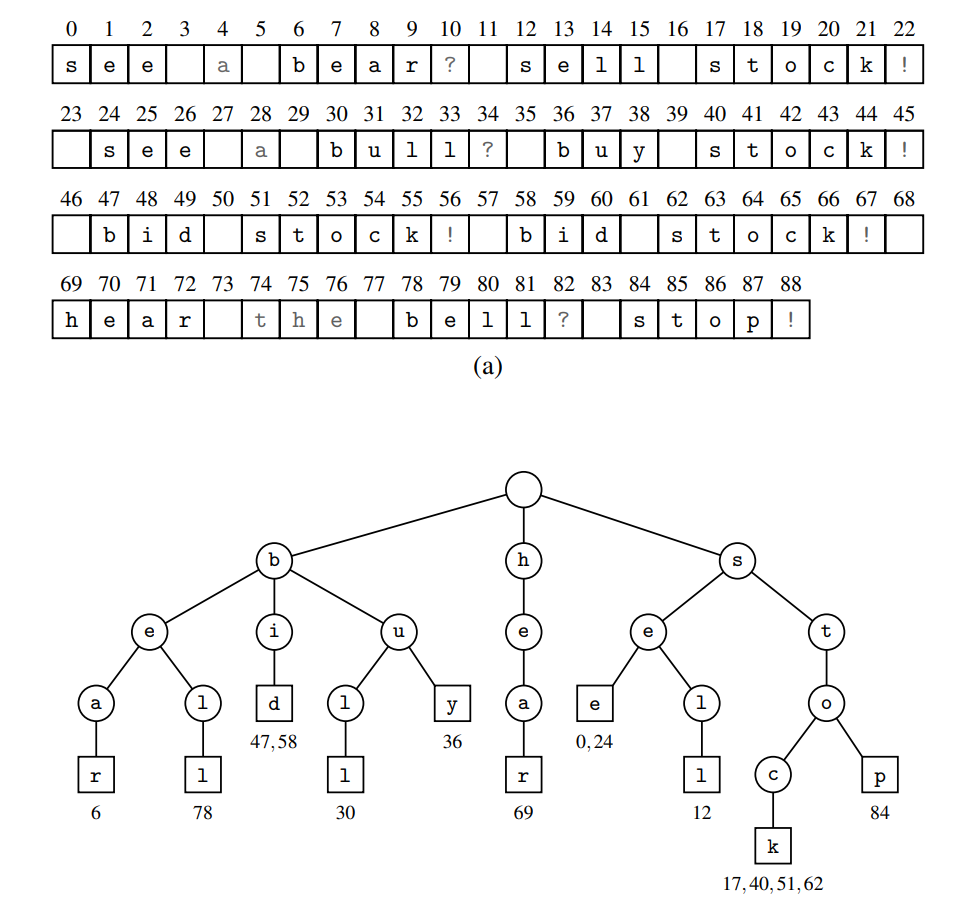 0 1 2 3 4 5 6 7 8 9 10 11 12 13 14 15 16 17 18 19 20 21 22
s e e a b e a r ? s e l l s t o c k !
23 24 25 26 27 28 29 30 31 32 33 34 35 36 37 38 39 40 41 42 43 44 45
s e e a b u l l ? b u y s t o c k !
46 47 48 49 50 51 52 53 54 55 56 57 58 59 60 61 62 63 64 65 66 67 68
b i d s t o c k ! b i d s t o c k !
69 70 71 72 73 74 75 76 77 78 79 80 81 82 83 84 85 86 87 88
h e a r t h e b e l l ? s t o p !
(a)
b h s
e i u e e t
a l d l y a e l o
47, 58 36 0, 24
r l l r l c p
6 78 30 69 12 84
k
17, 40, 51, 62